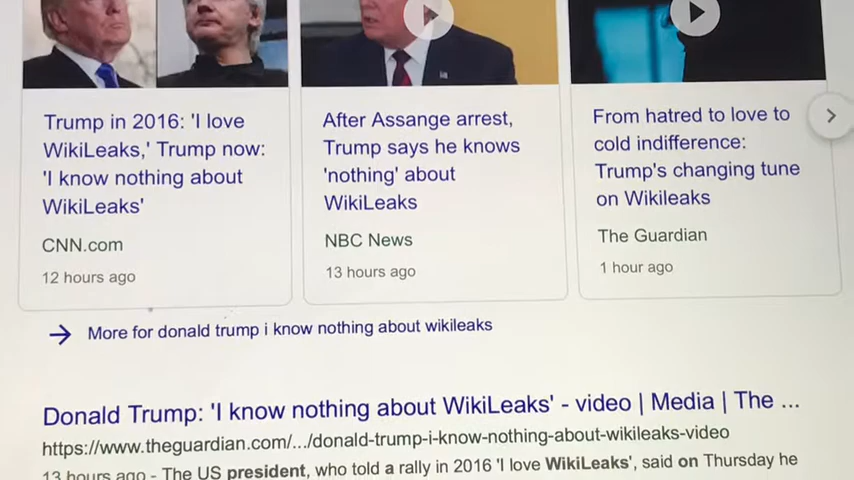 Trump in 2016: 'I love
WikiLeaks,' Trump now:
'I know nothing about
WikiLeaks'
CNN.com
12 hours ago
After Assange arrest,
Trump says he knows
'nothing' about
WikiLeaks
NBC News
13 hours ago
From hatred to love to
cold indifference:
Trump's changing tune
on Wikileaks
The Guardian
1 hour ago
More for donald trump i know nothing about wikileaks
Donald Trump: 'I know nothing about WikiLeaks' - video | Media | The ...
https://www.theguardian.com/.../donald-trump-i-know-nothing-about-wikileaks-video
13 hours ago - The US president, who told a rally in 2016 'I love WikiLeaks', said on Thursday he